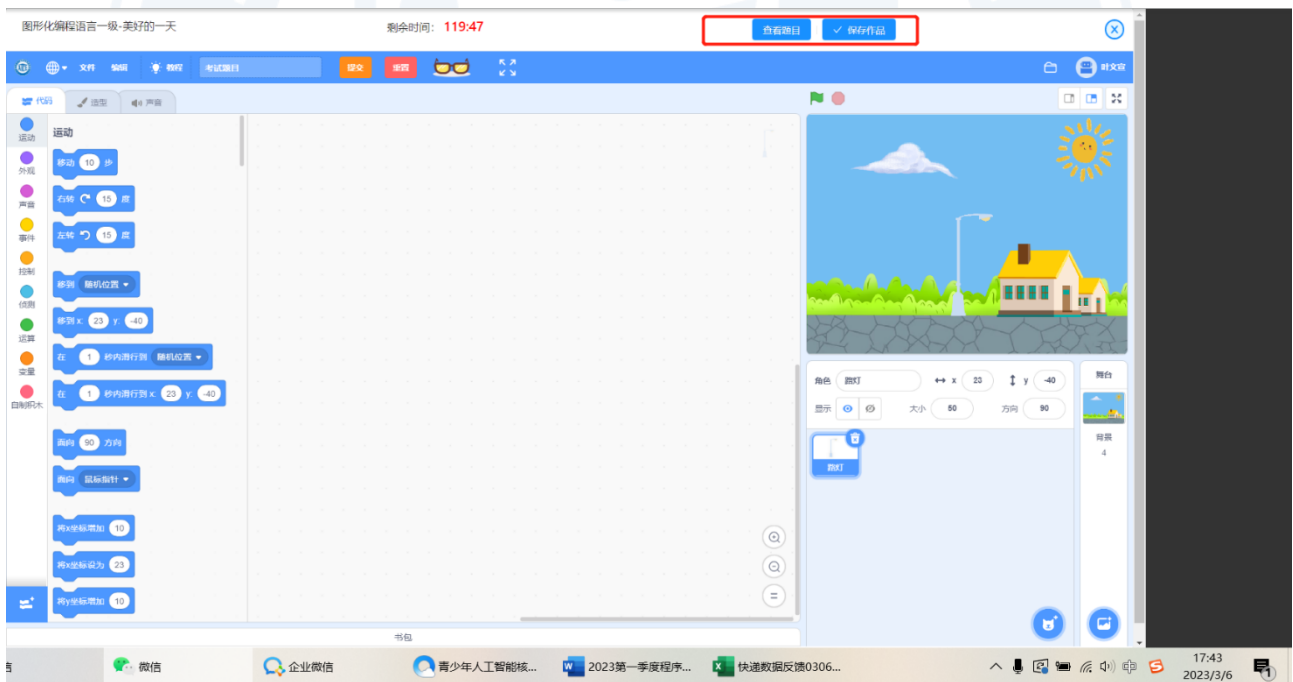 图形化编程语言一级-美好的一天
剩余时间：119:47
查看题目
✓ 保存作品
文件 编辑 教程 考试题目 提交 重置
叶文宣
代码 造型 声音
运动
外观
声音
事件
控制
侦测
运算
变量
自制积木
运动
移动 10 步
右转 15 度
左转 15 度
移到 随机位置
移到 x: 23 y: -40
在 1 秒内滑行到 随机位置
在 1 秒内滑行到 x: 23 y: -40
面向 90 方向
面向 鼠标指针
将x坐标增加 10
将x坐标设为 23
将y坐标增加 10
书包
角色 路灯 x 23 y -40
显示 大小 50 方向 90
路灯
舞台
背景
4
微信
企业微信
青少年人工智能核...
2023第一季度程序...
快递数据反馈0306...
17:43
2023/3/6